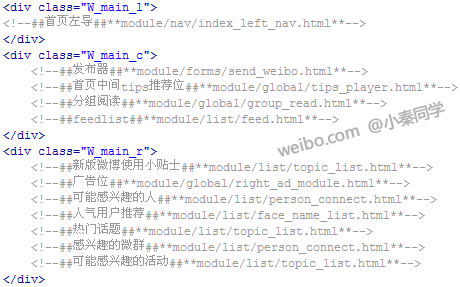 <div class="W_main_l">
<!--##首页左导##**module/nav/index_left_nav.html**-->
</div>
<div class="W_main_c">
<!--##发布器##**module/forms/send_weibo.html**-->
<!--##首页中间tips推荐位##**module/global/tips_player.html**-->
<!--##分组阅读##**module/global/group_read.html**-->
<!--##feedlist##**module/list/feed.html**-->
</div>
<div class="W_main_r">
<!--##新版微博使用小贴士##**module/list/topic_list.html**-->
<!--##广告位##**module/global/right_ad_module.html**-->
<!--##可能感兴趣的人##**module/list/person_connect.html**-->
<!--##人气用户推荐##**module/list/face_name_list.html**-->
<!--##热门话题##**module/list/topic_list.html**-->
<!--##感兴趣的微群##**module/list/person_connect.html**-->
<!--##可能感兴趣的活动##**module/list/topic_list.html**-->
</div>
weibo.com @小秦同学